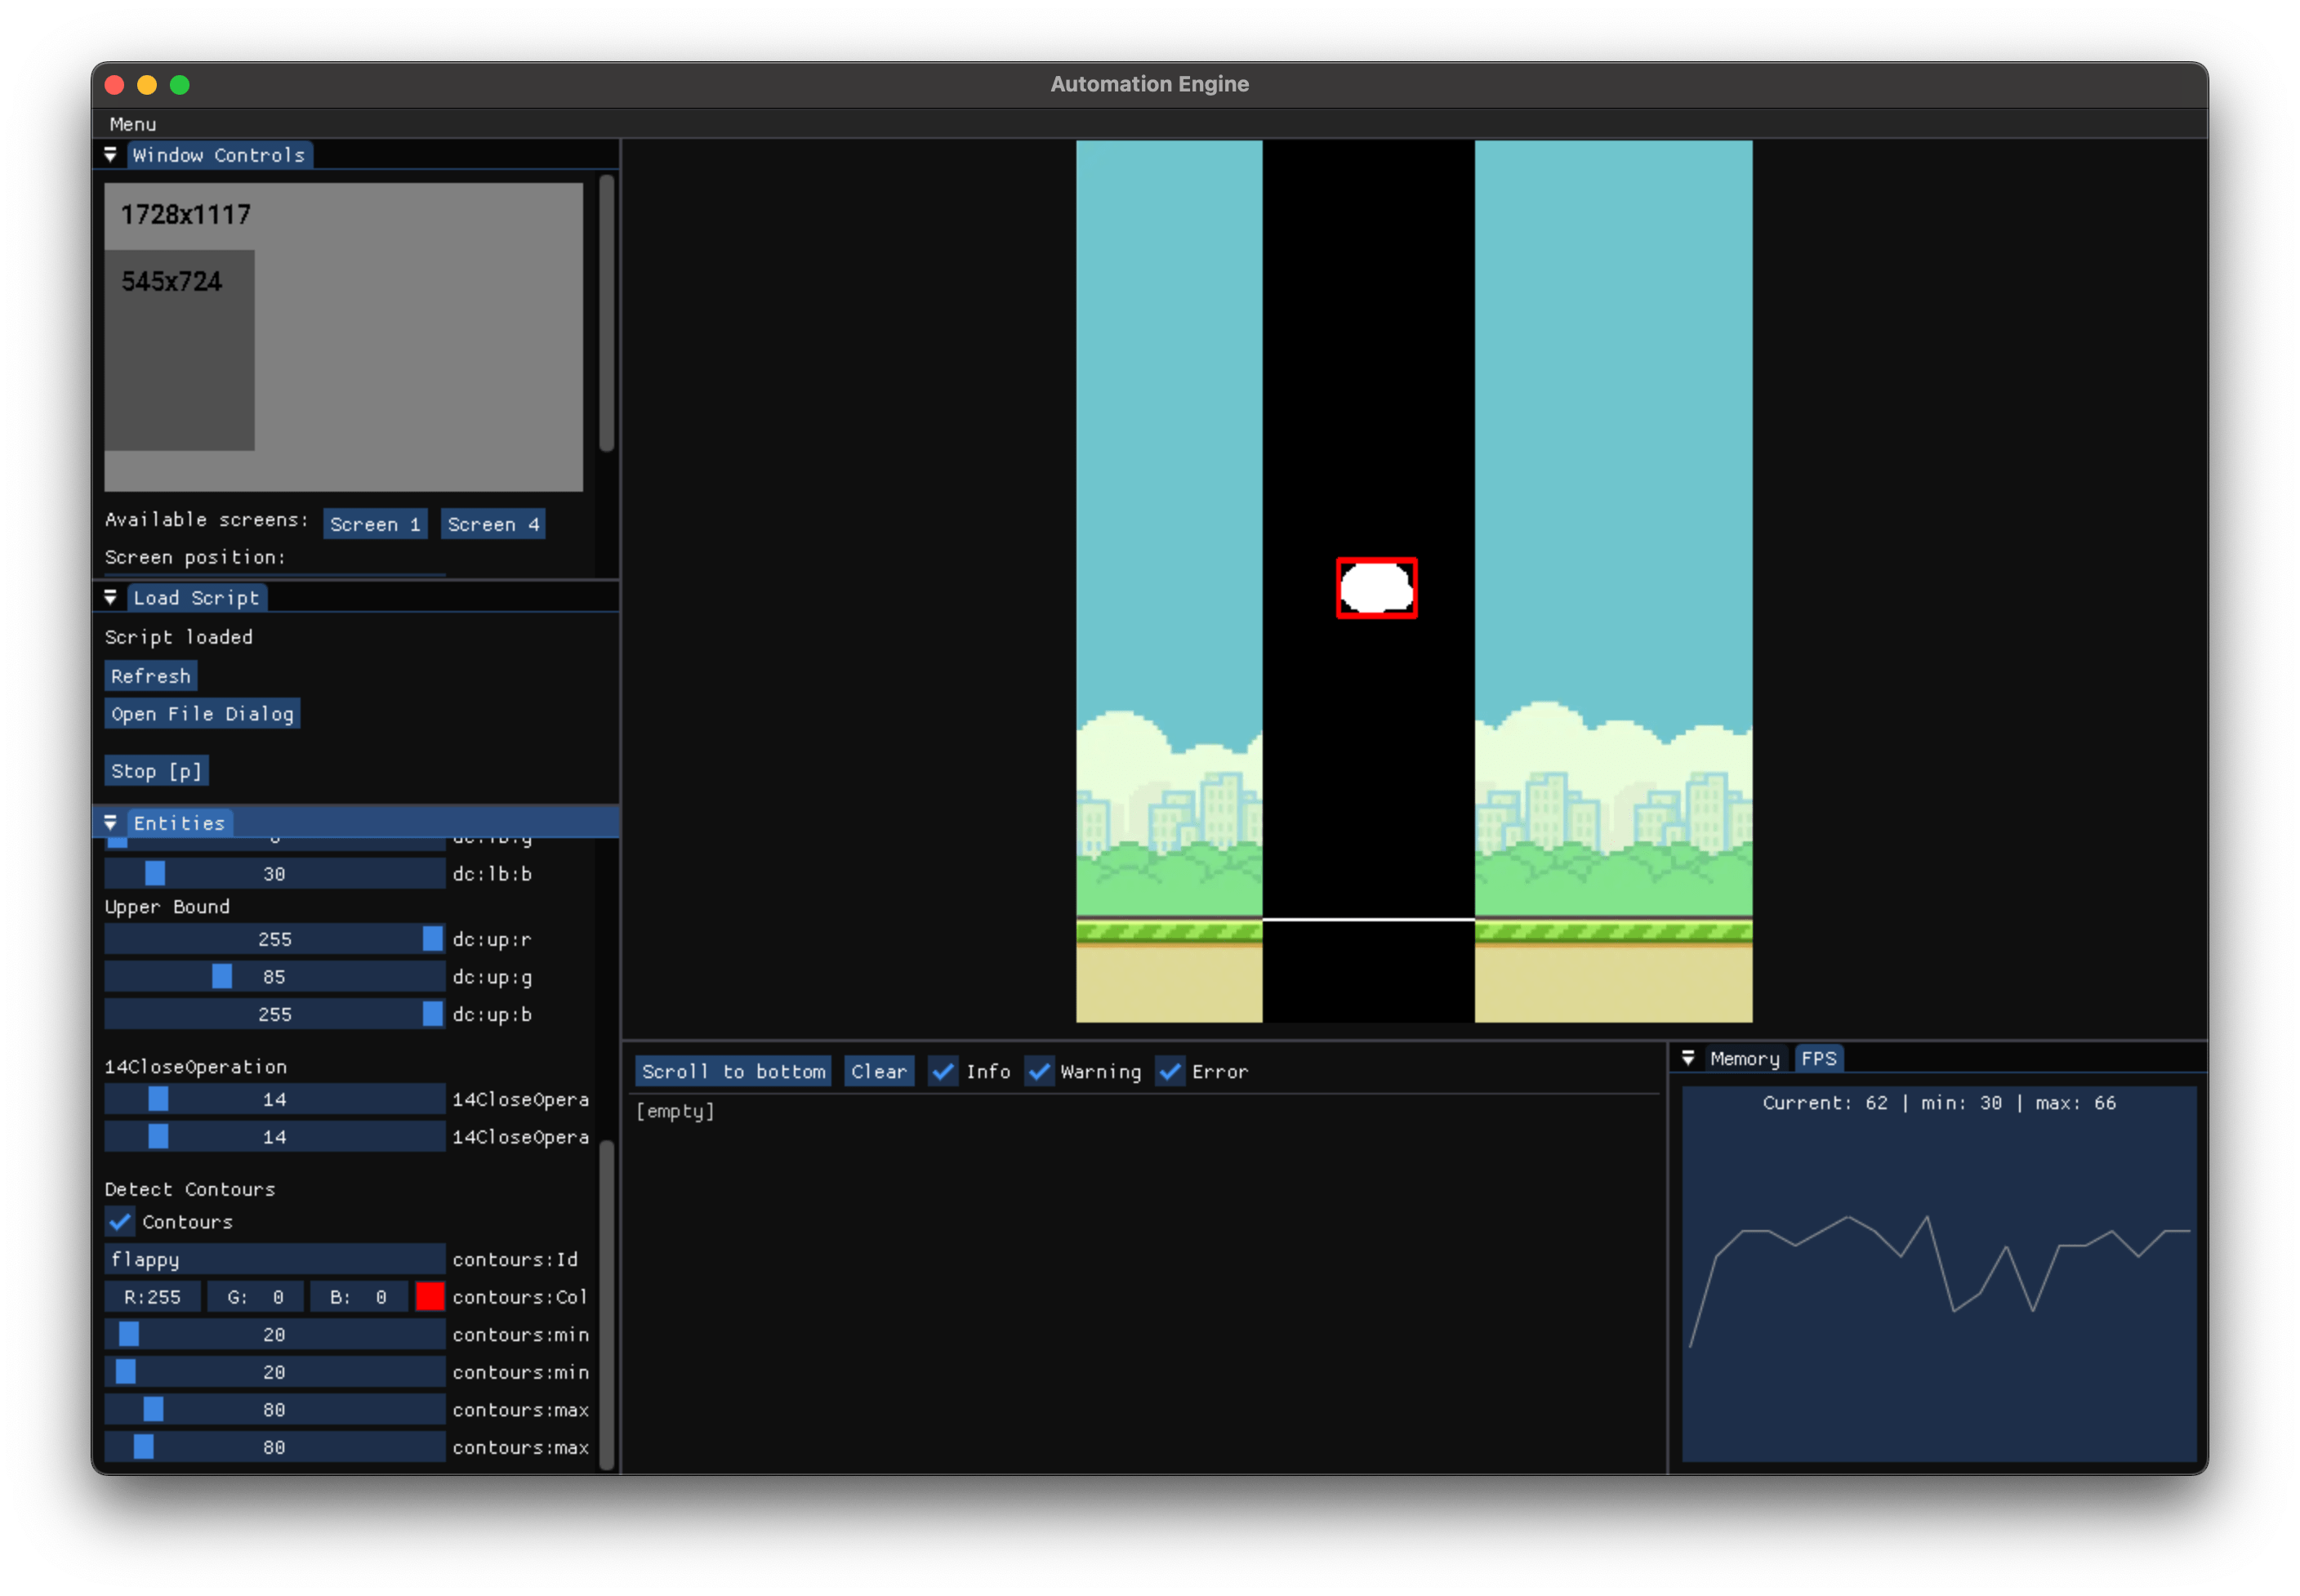 Automation Engine
Menu
Window Controls
1728x1117
545x724
Available screens: Screen 1 Screen 4
Screen position:
Load Script
Script loaded
Refresh
Open File Dialog
Stop [p]
Entities
30 dc:lb:b
Upper Bound
255 dc:up:r
85 dc:up:g
255 dc:up:b
14CloseOperation
14 14CloseOpera
14 14CloseOpera
Detect Contours
Contours
flappy contours:Id
R:255 G: 0 B: 0 contours:Col
20 contours:min
20 contours:min
80 contours:max
80 contours:max
Scroll to bottom Clear Info Warning Error
[empty]
Memory FPS
Current: 62 | min: 30 | max: 66